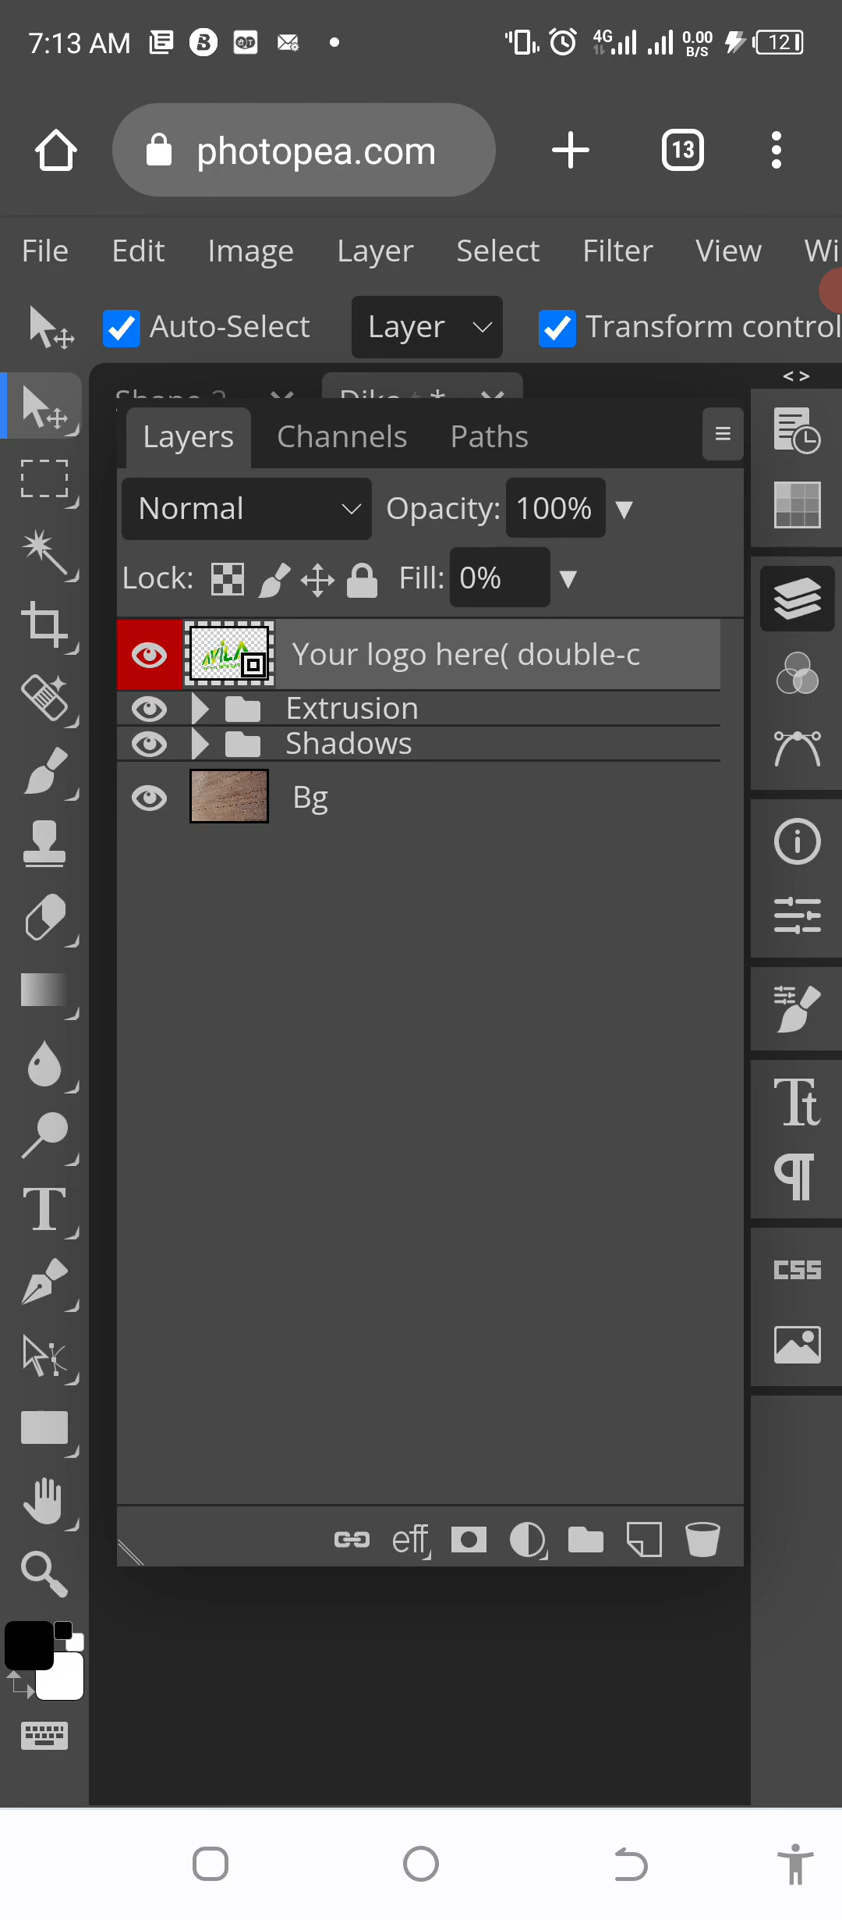 7:13 AM 4G 0.00 B/S 12
photopea.com 13
File Edit Image Layer Select Filter View Wi
Auto-Select Layer Transform control
Layers Channels Paths
Normal Opacity: 100%
Lock: Fill: 0%
Your logo here( double-c
Extrusion
Shadows
Bg
eff
T
Tt
CSS